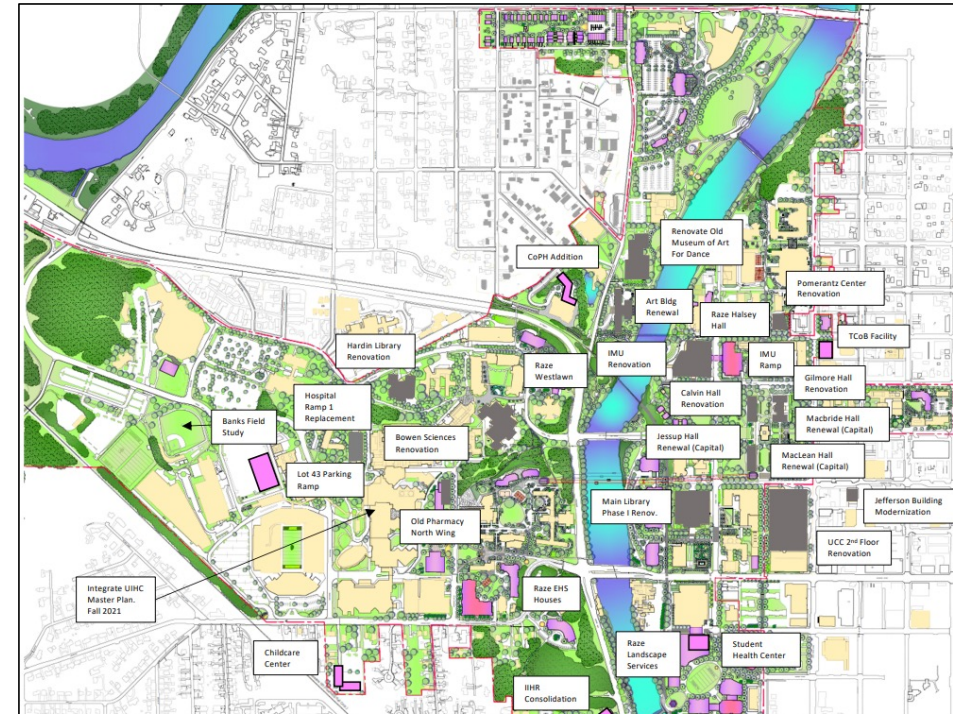 Renovate Old
Museum of Art
For Dance
CoPH Addition
Pomerantz Center
Renovation
Art Bldg
Renewal
Raze Halsey
Hall
TCoB Facility
Hardin Library
Renovation
Raze
Westlawn
IMU
Renovation
IMU
Ramp
Gilmore Hall
Renovation
Hospital
Ramp 1
Replacement
Calvin Hall
Renovation
Banks Field
Study
Macbride Hall
Renewal (Capital)
Bowen Sciences
Renovation
Jessup Hall
Renewal (Capital)
MacLean Hall
Renewal (Capital)
Lot 43 Parking
Ramp
Main Library
Phase I Renov.
Jefferson Building
Modernization
Old Pharmacy
North Wing
UCC 2nd Floor
Renovation
Integrate UIHC
Master Plan.
Fall 2021
Raze EHS
Houses
Childcare
Center
Raze
Landscape
Services
Student
Health Center
IIHR
Consolidation